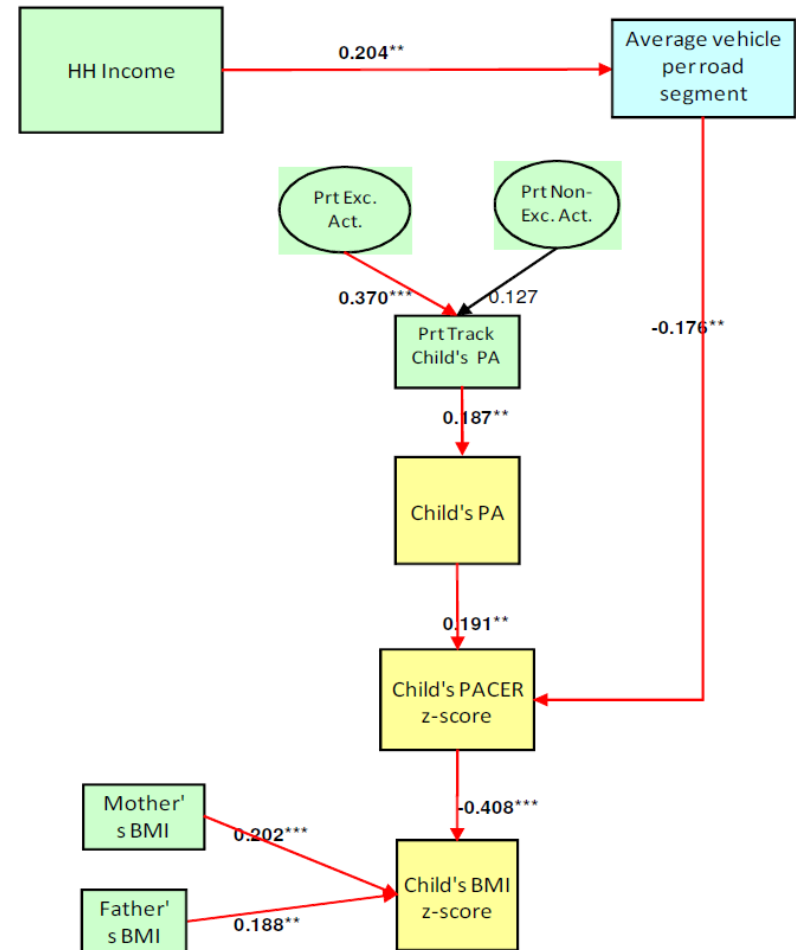 HH Income
0.204**
Average vehicle
per road
segment
Prt Exc.
Act.
Prt Non-
Exc. Act.
0.370***
0.127
Prt Track
Child's PA
-0.176**
0.187**
Child's PA
0.191**
Child's PACER
z-score
-0.408***
Mother'
s BMI
0.202***
Child's BMI
z-score
Father'
s BMI
0.188**